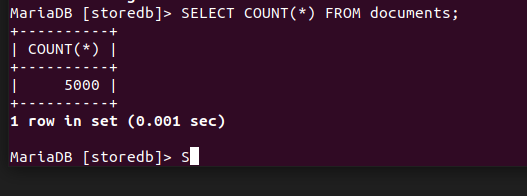 MariaDB [storedb]> SELECT COUNT(*) FROM documents;
+----------+
| COUNT(*) |
+----------+
|     5000 |
+----------+
1 row in set (0.001 sec)
MariaDB [storedb]> S